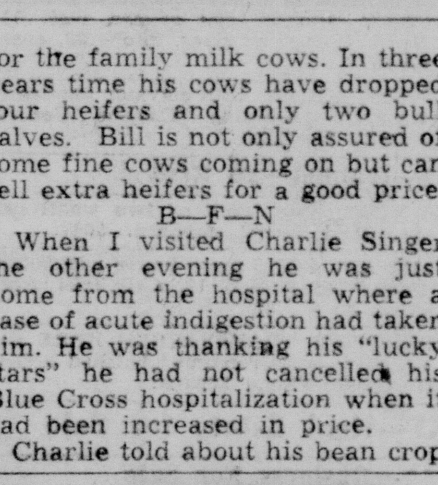 or the family milk cows. In three
ears time his cows have dropped
our heifers and only two bull
alves. Bill is not only assured of
ome fine cows coming on but can
ell extra heifers for a good price
B—F—N
When I visited Charlie Singer
he other evening he was just
ome from the hospital where a
ase of acute indigestion had taken
im. He was thanking his "lucky
tars" he had not cancelled his
Blue Cross hospitalization when it
ad been increased in price.
Charlie told about his bean crop